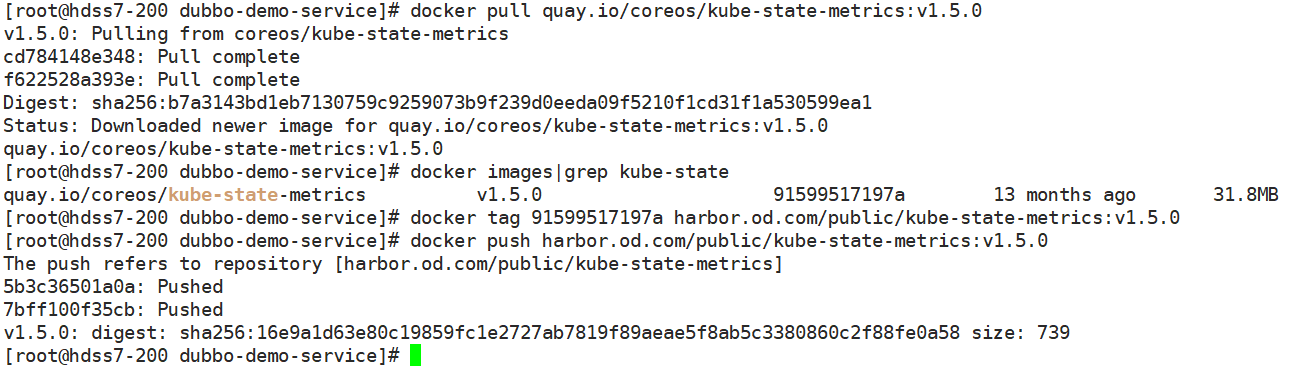 [root@hdss7-200 dubbo-demo-service]# docker pull quay.io/coreos/kube-state-metrics:v1.5.0
v1.5.0: Pulling from coreos/kube-state-metrics
cd784148e348: Pull complete
f622528a393e: Pull complete
Digest: sha256:b7a3143bd1eb7130759c9259073b9f239d0eeda09f5210f1cd31f1a530599ea1
Status: Downloaded newer image for quay.io/coreos/kube-state-metrics:v1.5.0
quay.io/coreos/kube-state-metrics:v1.5.0
[root@hdss7-200 dubbo-demo-service]# docker images|grep kube-state
quay.io/coreos/kube-state-metrics          v1.5.0                     91599517197a        13 months ago       31.8MB
[root@hdss7-200 dubbo-demo-service]# docker tag 91599517197a harbor.od.com/public/kube-state-metrics:v1.5.0
[root@hdss7-200 dubbo-demo-service]# docker push harbor.od.com/public/kube-state-metrics:v1.5.0
The push refers to repository [harbor.od.com/public/kube-state-metrics]
5b3c36501a0a: Pushed
7bff100f35cb: Pushed
v1.5.0: digest: sha256:16e9a1d63e80c19859fc1e2727ab7819f89aeae5f8ab5c3380860c2f88fe0a58 size: 739
[root@hdss7-200 dubbo-demo-service]#